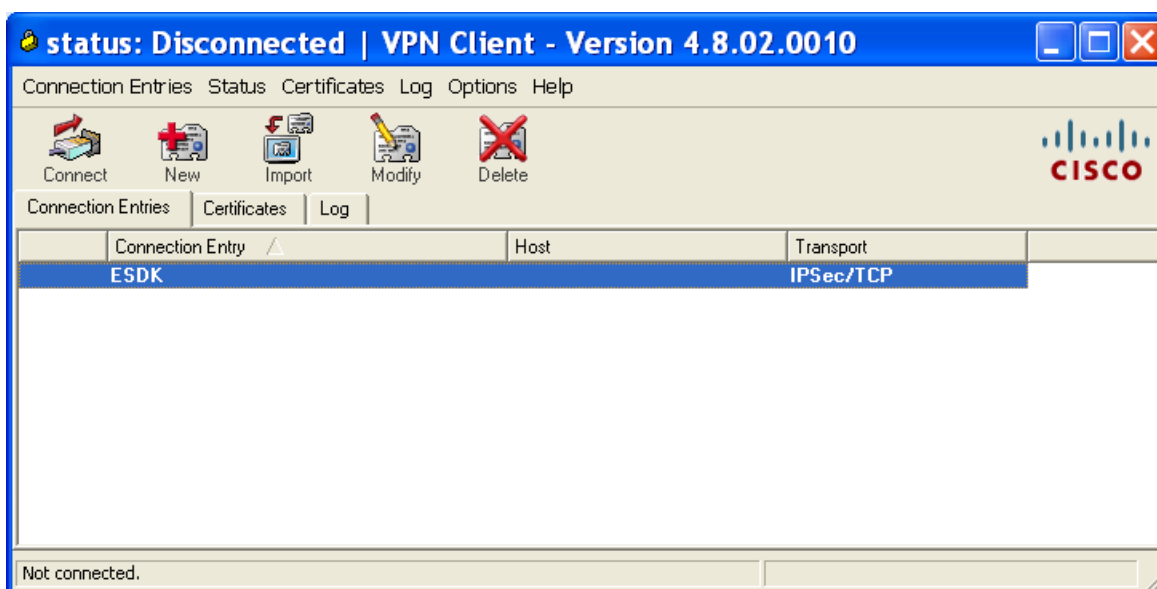 status: Disconnected | VPN Client - Version 4.8.02.0010
Connection Entries Status Certificates Log Options Help
Connect New Import Modify Delete
CISCO
Connection Entries Certificates Log
Connection Entry Host Transport
ESDK IPSec/TCP
Not connected.